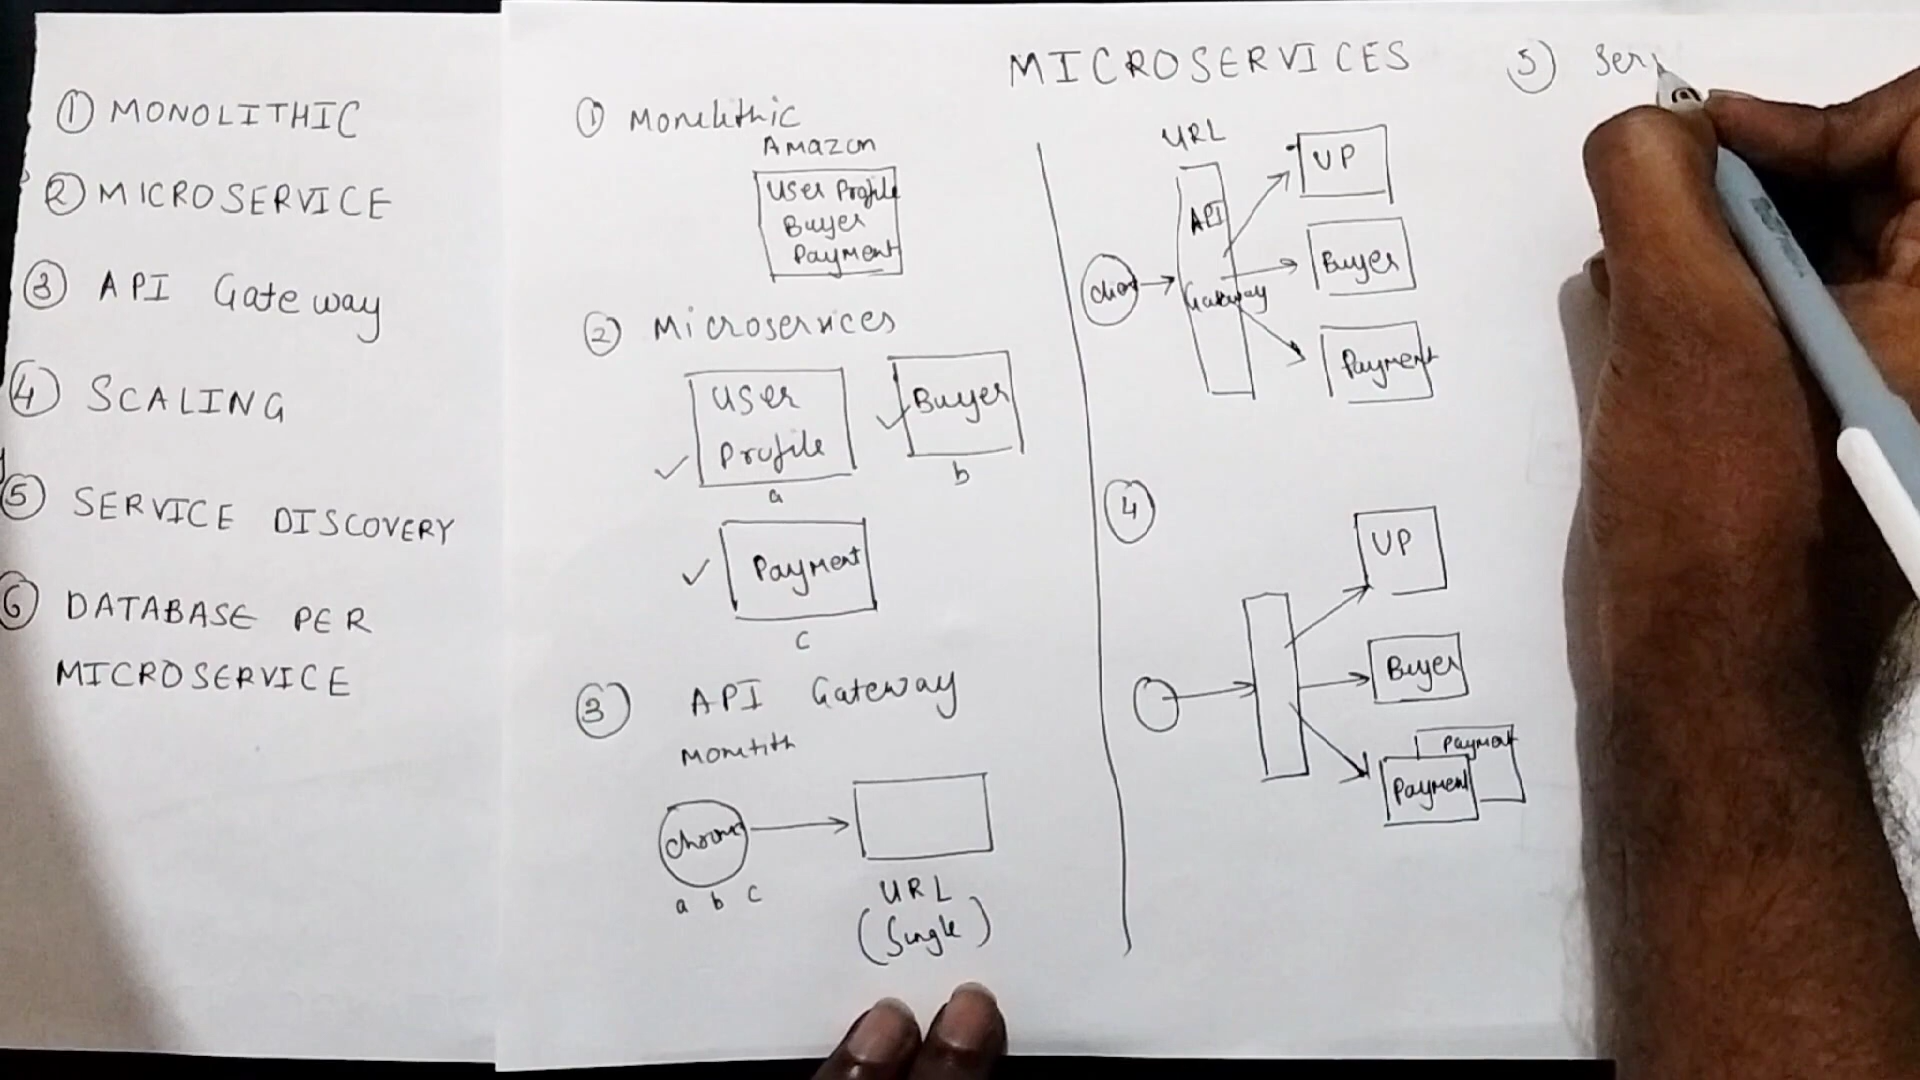 ① MONOLITHIC
② MICROSERVICE
③ API Gateway
④ SCALING
⑤ SERVICE DISCOVERY
⑥ DATABASE PER
MICROSERVICE
MICROSERVICES
① Monolithic
Amazon
User Profile
Buyer
Payment
② Microservices
User
Profile
a
Buyer
b
Payment
c
③ API Gateway
Monolith
Chrome
a b c
URL
(Single)
URL
API
Gateway
UP
Buyer
Payment
④
UP
Buyer
Payment
Payment
⑤ Ser